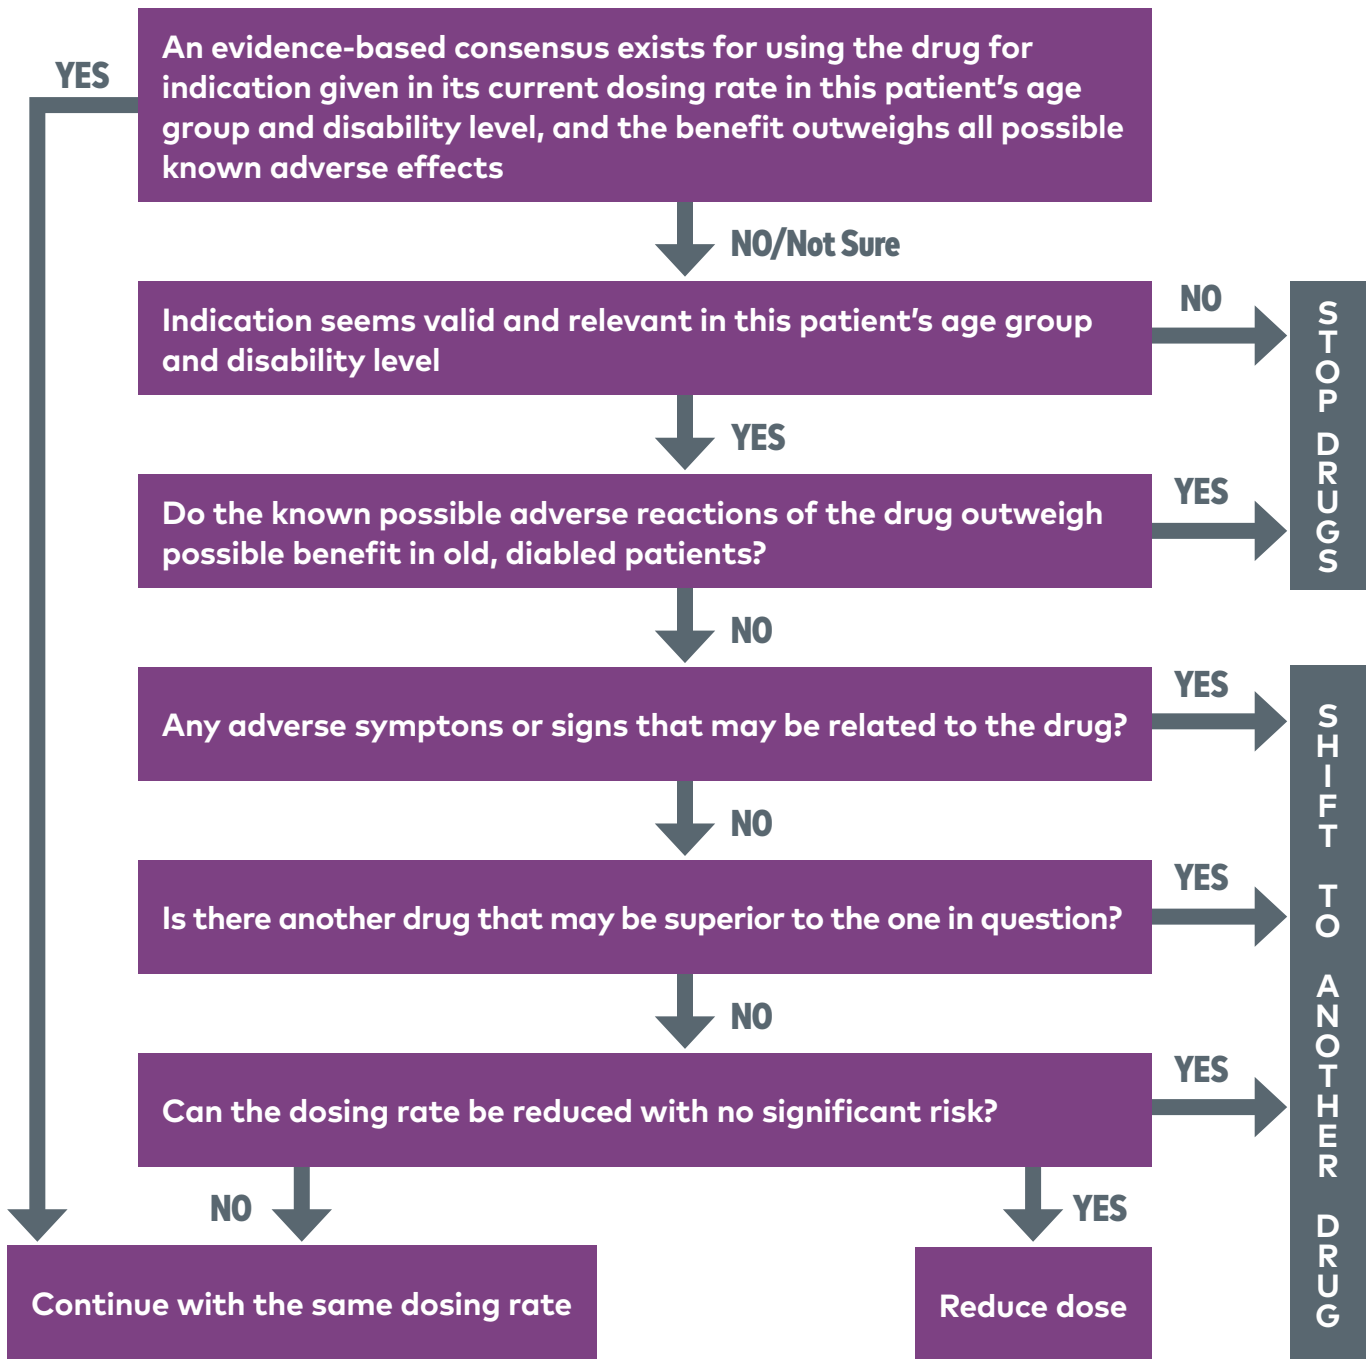 YES
An evidence-based consensus exists for using the drug for
indication given in its current dosing rate in this patient's age
group and disability level, and the benefit outweighs all possible
known adverse effects
NO/Not Sure
Indication seems valid and relevant in this patient's age group
and disability level
NO
YES
Do the known possible adverse reactions of the drug outweigh
possible benefit in old, diabled patients?
YES
STOP DRUGS
NO
Any adverse symptons or signs that may be related to the drug?
YES
NO
Is there another drug that may be superior to the one in question?
YES
NO
Can the dosing rate be reduced with no significant risk?
YES
SHIFT TO ANOTHER DRUG
NO
YES
Continue with the same dosing rate
Reduce dose